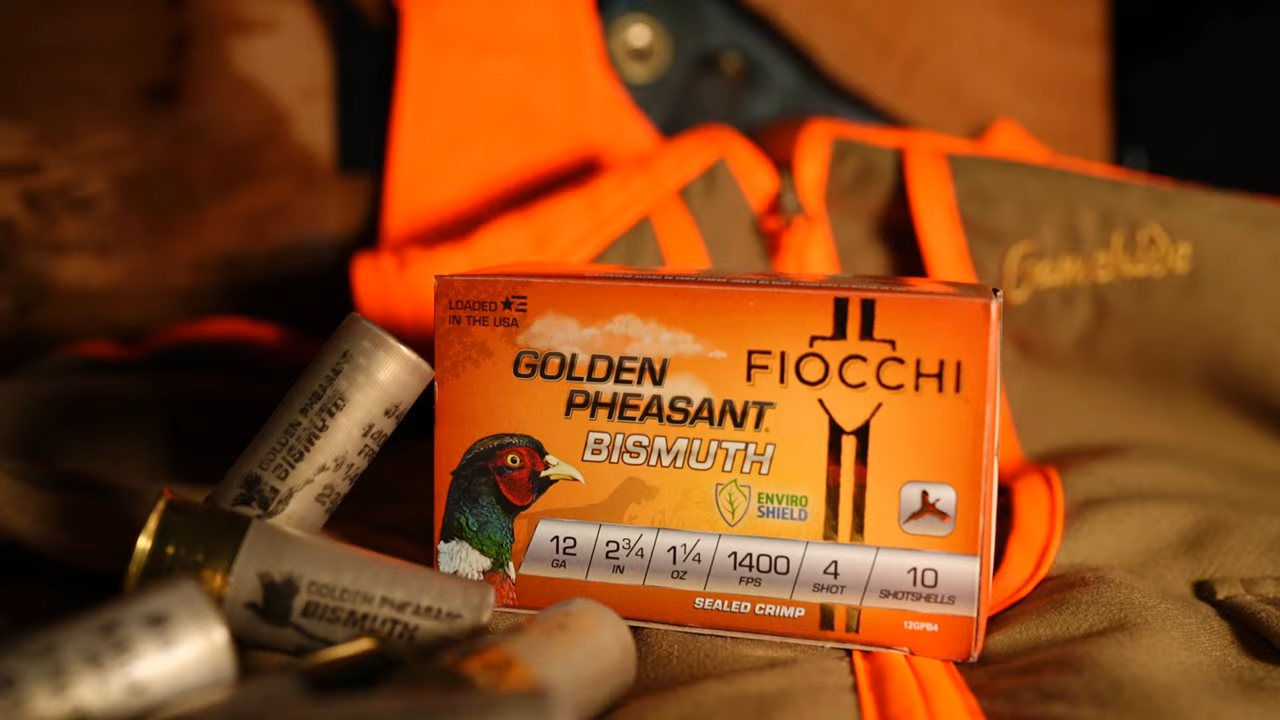 LOADED
IN THE USA
GOLDEN
PHEASANT
BISMUTH
FIOCCHI
ENVIRO
SHIELD
12
GA
2¾
IN
1¼
OZ
1400
FPS
4
SHOT
10
SHOTSHELLS
SEALED CRIMP
12GPB4
GOLDEN PHEASANT
BISMUTH
GOLDEN PHEASANT
BISMUTH